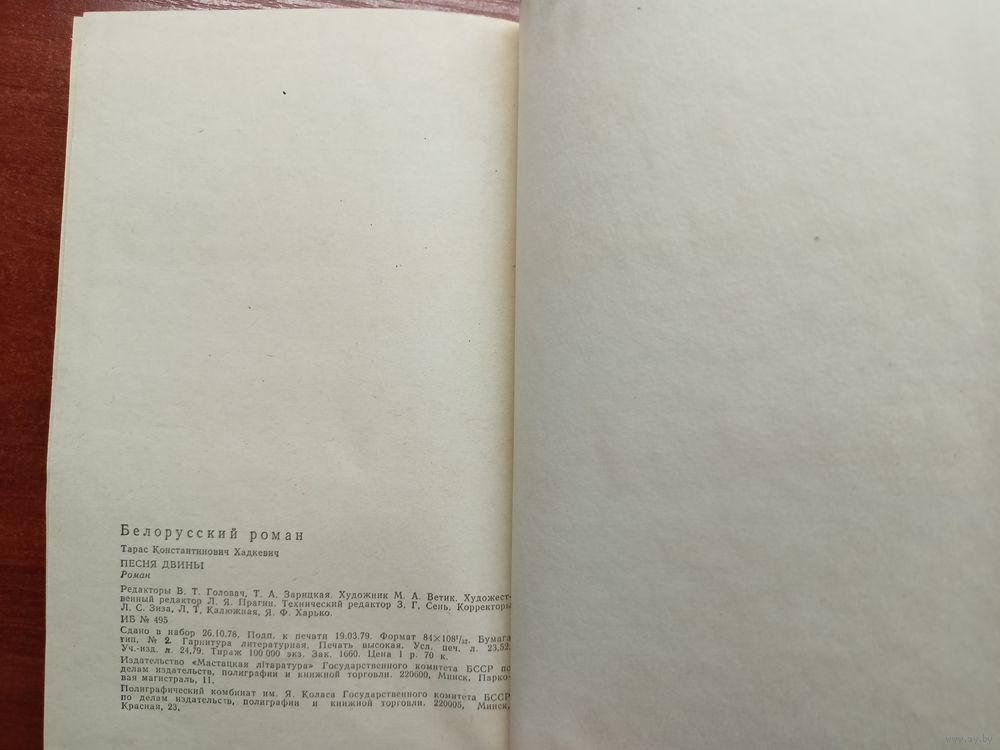 Белорусский роман
Тарас Константинович Хадкевич
ПЕСНЯ ДВИНЫ
Роман
Редакторы В. Т. Головач, Т. А. Зарицкая. Художник М. А. Ветик. Художест-
венный редактор Л. Я. Прагин. Технический редактор З. Г. Сень. Корректоры
Л. С. Зиза, Л. Т. Калюжная, Я. Ф. Харько.
ИБ № 495
Сдано в набор 26.10.78. Подп. к печати 19.03.79. Формат 84×108¹/₃₂. Бумага
тип. № 2. Гарнитура литературная. Печать высокая. Усл. печ. л. 23,52.
Уч.-изд. л. 24,79. Тираж 100 000 экз. Зак. 1660. Цена 1 р. 70 к.
Издательство «Мастацкая літаратура» Государственного комитета БССР по
делам издательств, полиграфии и книжной торговли. 220600, Минск, Парко-
вая магистраль, 11.
Полиграфический комбинат им. Я. Коласа Государственного комитета БССР
по делам издательств, полиграфии и книжной торговли. 220005, Минск,
Красная, 23.
www.ay.by